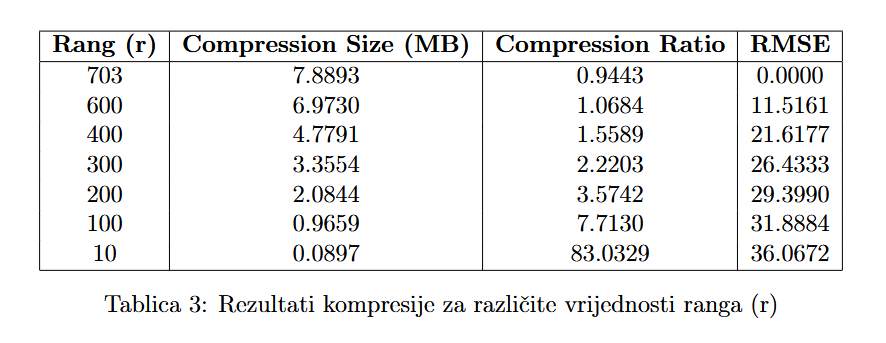 Rang (r) Compression Size (MB) Compression Ratio RMSE
703 7.8893 0.9443 0.0000
600 6.9730 1.0684 11.5161
400 4.7791 1.5589 21.6177
300 3.3554 2.2203 26.4333
200 2.0844 3.5742 29.3990
100 0.9659 7.7130 31.8884
10 0.0897 83.0329 36.0672
Tablica 3: Rezultati kompresije za različite vrijednosti ranga (r)